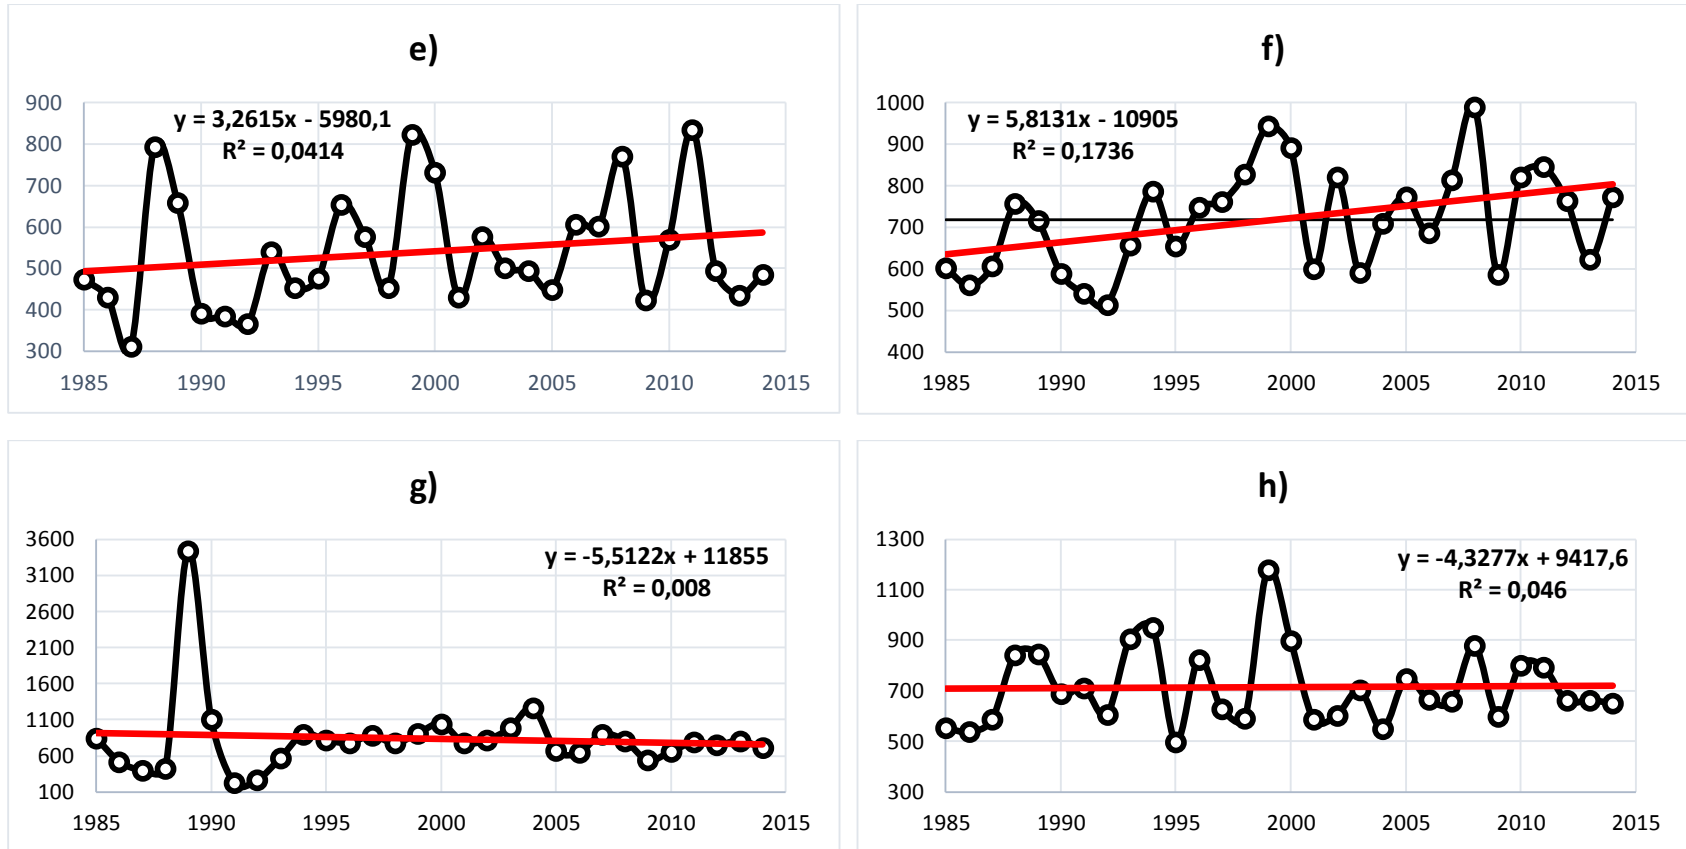 e)
y = 3,2615x - 5980,1
R² = 0,0414
900
800
700
600
500
400
300
1985 1990 1995 2000 2005 2010 2015
f)
y = 5,8131x - 10905
R² = 0,1736
1000
900
800
700
600
500
400
1985 1990 1995 2000 2005 2010 2015
g)
y = -5,5122x + 11855
R² = 0,008
3600
3100
2600
2100
1600
1100
600
100
1985 1990 1995 2000 2005 2010 2015
h)
y = -4,3277x + 9417,6
R² = 0,046
1300
1100
900
700
500
300
1985 1990 1995 2000 2005 2010 2015